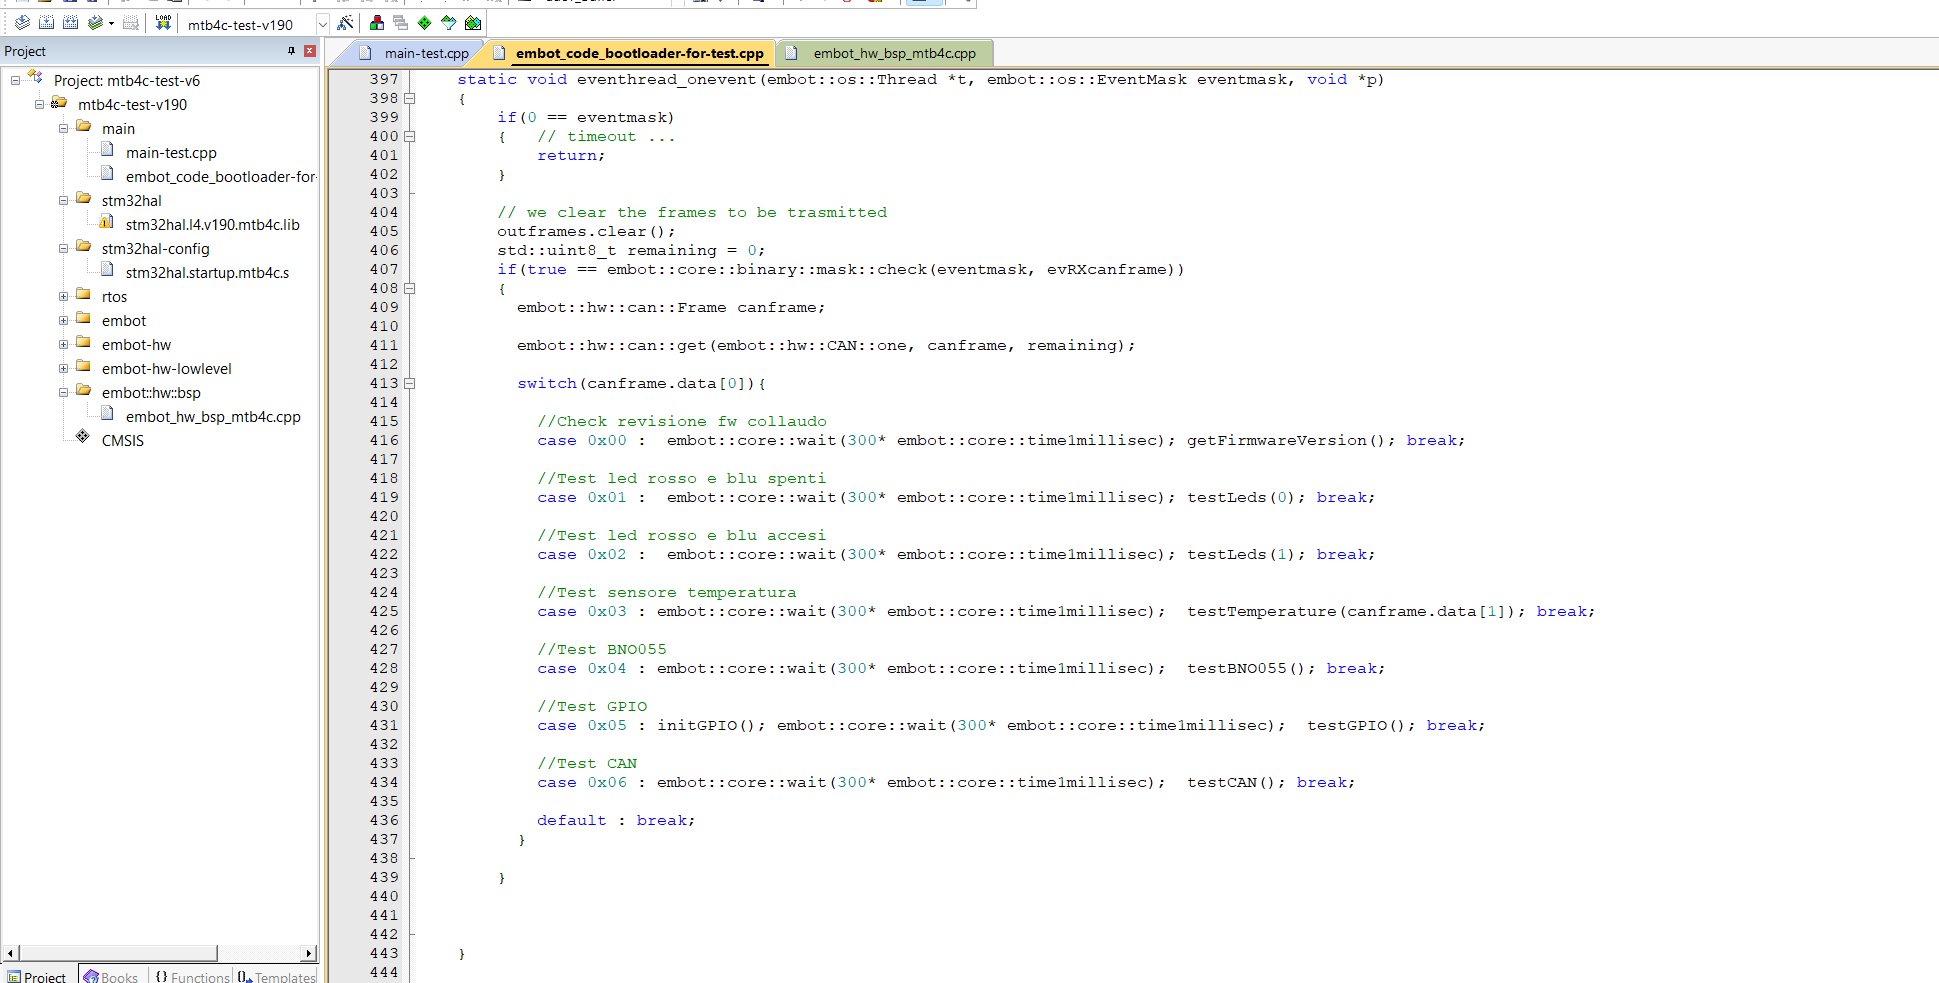 mtb4c-test-v190
Project
Project: mtb4c-test-v6
mtb4c-test-v190
main
main-test.cpp
embot_code_bootloader-for-
stm32hal
stm32hal.l4.v190.mtb4c.lib
stm32hal-config
stm32hal.startup.mtb4c.s
rtos
embot
embot-hw
embot-hw-lowlevel
embot::hw::bsp
embot_hw_bsp_mtb4c.cpp
CMSIS
Project Books {} Functions Templates
main-test.cpp embot_code_bootloader-for-test.cpp embot_hw_bsp_mtb4c.cpp
397 static void eventhread_onevent(embot::os::Thread *t, embot::os::EventMask eventmask, void *p)
398 {
399 if(0 == eventmask)
400 { // timeout ...
401 return;
402 }
403
404 // we clear the frames to be trasmitted
405 outframes.clear();
406 std::uint8_t remaining = 0;
407 if(true == embot::core::binary::mask::check(eventmask, evRXcanframe))
408 {
409 embot::hw::can::Frame canframe;
410
411 embot::hw::can::get(embot::hw::CAN::one, canframe, remaining);
412
413 switch(canframe.data[0]){
414
415 //Check revisione fw collaudo
416 case 0x00 : embot::core::wait(300* embot::core::time1millisec); getFirmwareVersion(); break;
417
418 //Test led rosso e blu spenti
419 case 0x01 : embot::core::wait(300* embot::core::time1millisec); testLeds(0); break;
420
421 //Test led rosso e blu accesi
422 case 0x02 : embot::core::wait(300* embot::core::time1millisec); testLeds(1); break;
423
424 //Test sensore temperatura
425 case 0x03 : embot::core::wait(300* embot::core::time1millisec); testTemperature(canframe.data[1]); break;
426
427 //Test BNO055
428 case 0x04 : embot::core::wait(300* embot::core::time1millisec); testBNO055(); break;
429
430 //Test GPIO
431 case 0x05 : initGPIO(); embot::core::wait(300* embot::core::time1millisec); testGPIO(); break;
432
433 //Test CAN
434 case 0x06 : embot::core::wait(300* embot::core::time1millisec); testCAN(); break;
435
436 default : break;
437 }
438
439 }
440
441
442
443 }
444